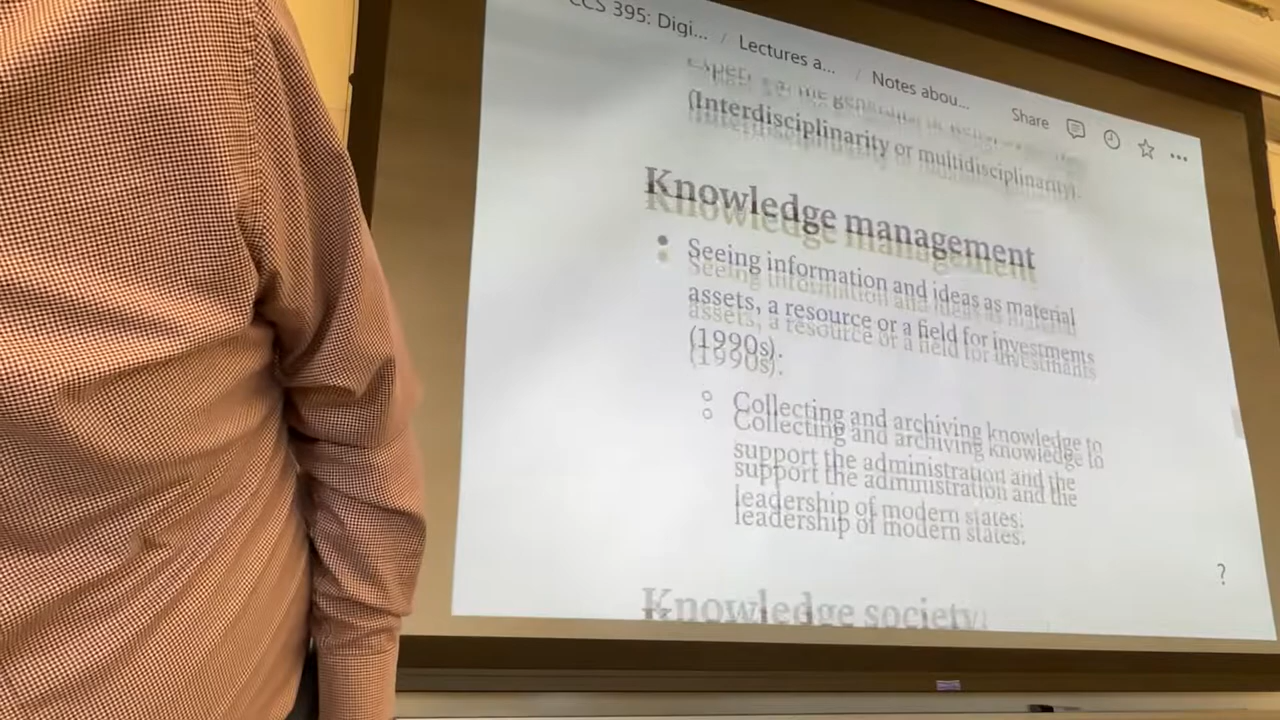 CCS 395: Digi... / Lectures a... / Notes abou...
Share
(Interdisciplinarity or multidisciplinarity).
Knowledge management
• Seeing information and ideas as material
assets, a resource or a field for investments
(1990s).
○ Collecting and archiving knowledge to
support the administration and the
leadership of modern states.
Knowledge society
?